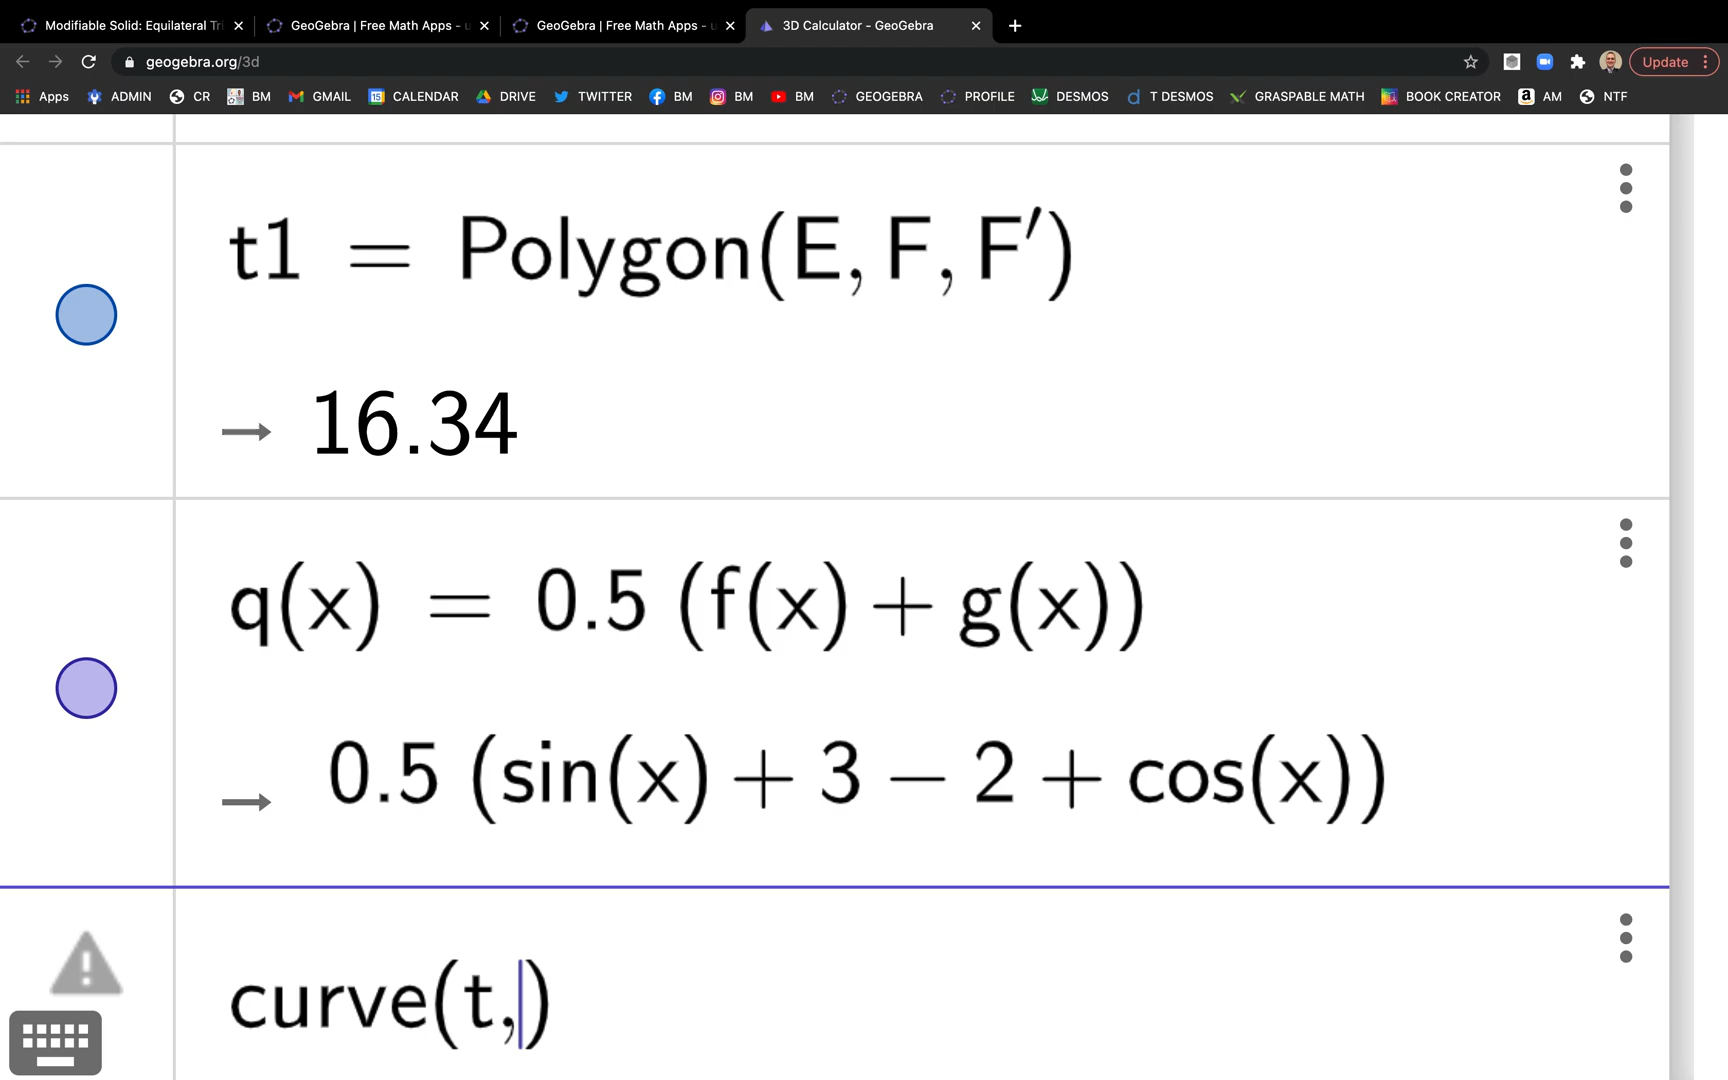 Modifiable Solid: Equilateral Tri
GeoGebra | Free Math Apps - u
GeoGebra | Free Math Apps - u
3D Calculator - GeoGebra
geogebra.org/3d
Update
Apps ADMIN CR BM GMAIL 15 CALENDAR DRIVE TWITTER BM BM BM GEOGEBRA PROFILE DESMOS d T DESMOS GRASPABLE MATH BOOK CREATOR a AM NTF
t1 = Polygon(E, F, F′)
→ 16.34
q(x) = 0.5 (f(x) + g(x))
→ 0.5 (sin(x) + 3 − 2 + cos(x))
curve(t,)